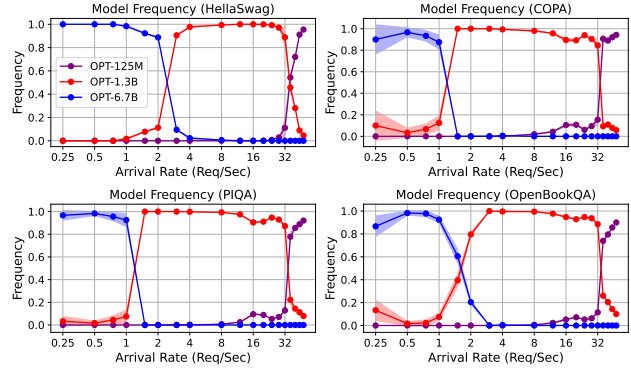 Model Frequency (HellaSwag)
1.0
0.8
0.6
0.4
0.2
0.0
Frequency
OPT-125M
OPT-1.3B
OPT-6.7B
0.25 0.5 1 2 4 8 16 32
Arrival Rate (Req/Sec)
Model Frequency (COPA)
1.0
0.8
0.6
0.4
0.2
0.0
Frequency
0.25 0.5 1 2 4 8 16 32
Arrival Rate (Req/Sec)
Model Frequency (PIQA)
1.0
0.8
0.6
0.4
0.2
0.0
Frequency
0.25 0.5 1 2 4 8 16 32
Arrival Rate (Req/Sec)
Model Frequency (OpenBookQA)
1.0
0.8
0.6
0.4
0.2
0.0
Frequency
0.25 0.5 1 2 4 8 16 32
Arrival Rate (Req/Sec)